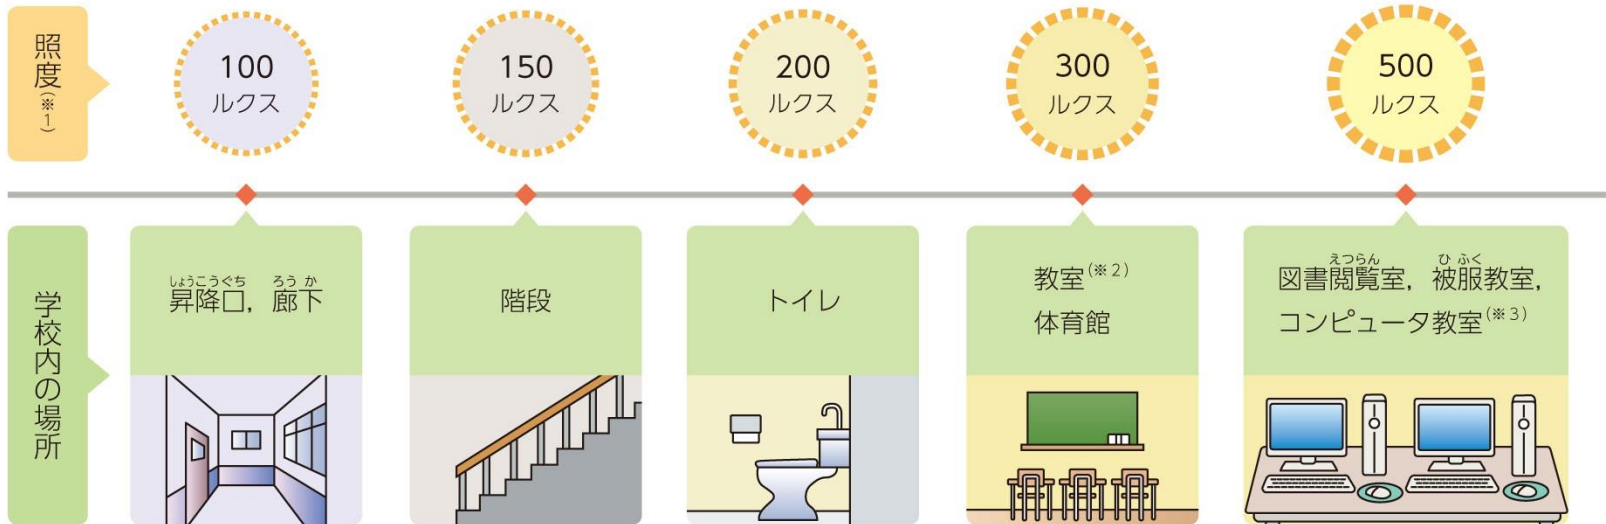 照度(※1)
100
ルクス
150
ルクス
200
ルクス
300
ルクス
500
ルクス
学校内の場所
しょうこうぐち ろうか
昇降口，廊下
階段
トイレ
教室(※2)
体育館
えつらん ひふく
図書閲覧室，被服教室，
コンピュータ教室(※3)